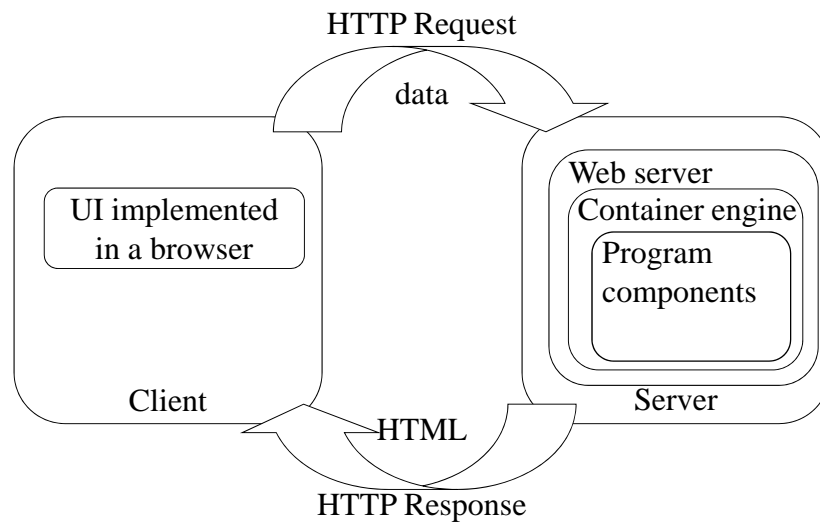 HTTP Request
data
UI implemented
in a browser
Client
Web server
Container engine
Program
components
Server
HTML
HTTP Response